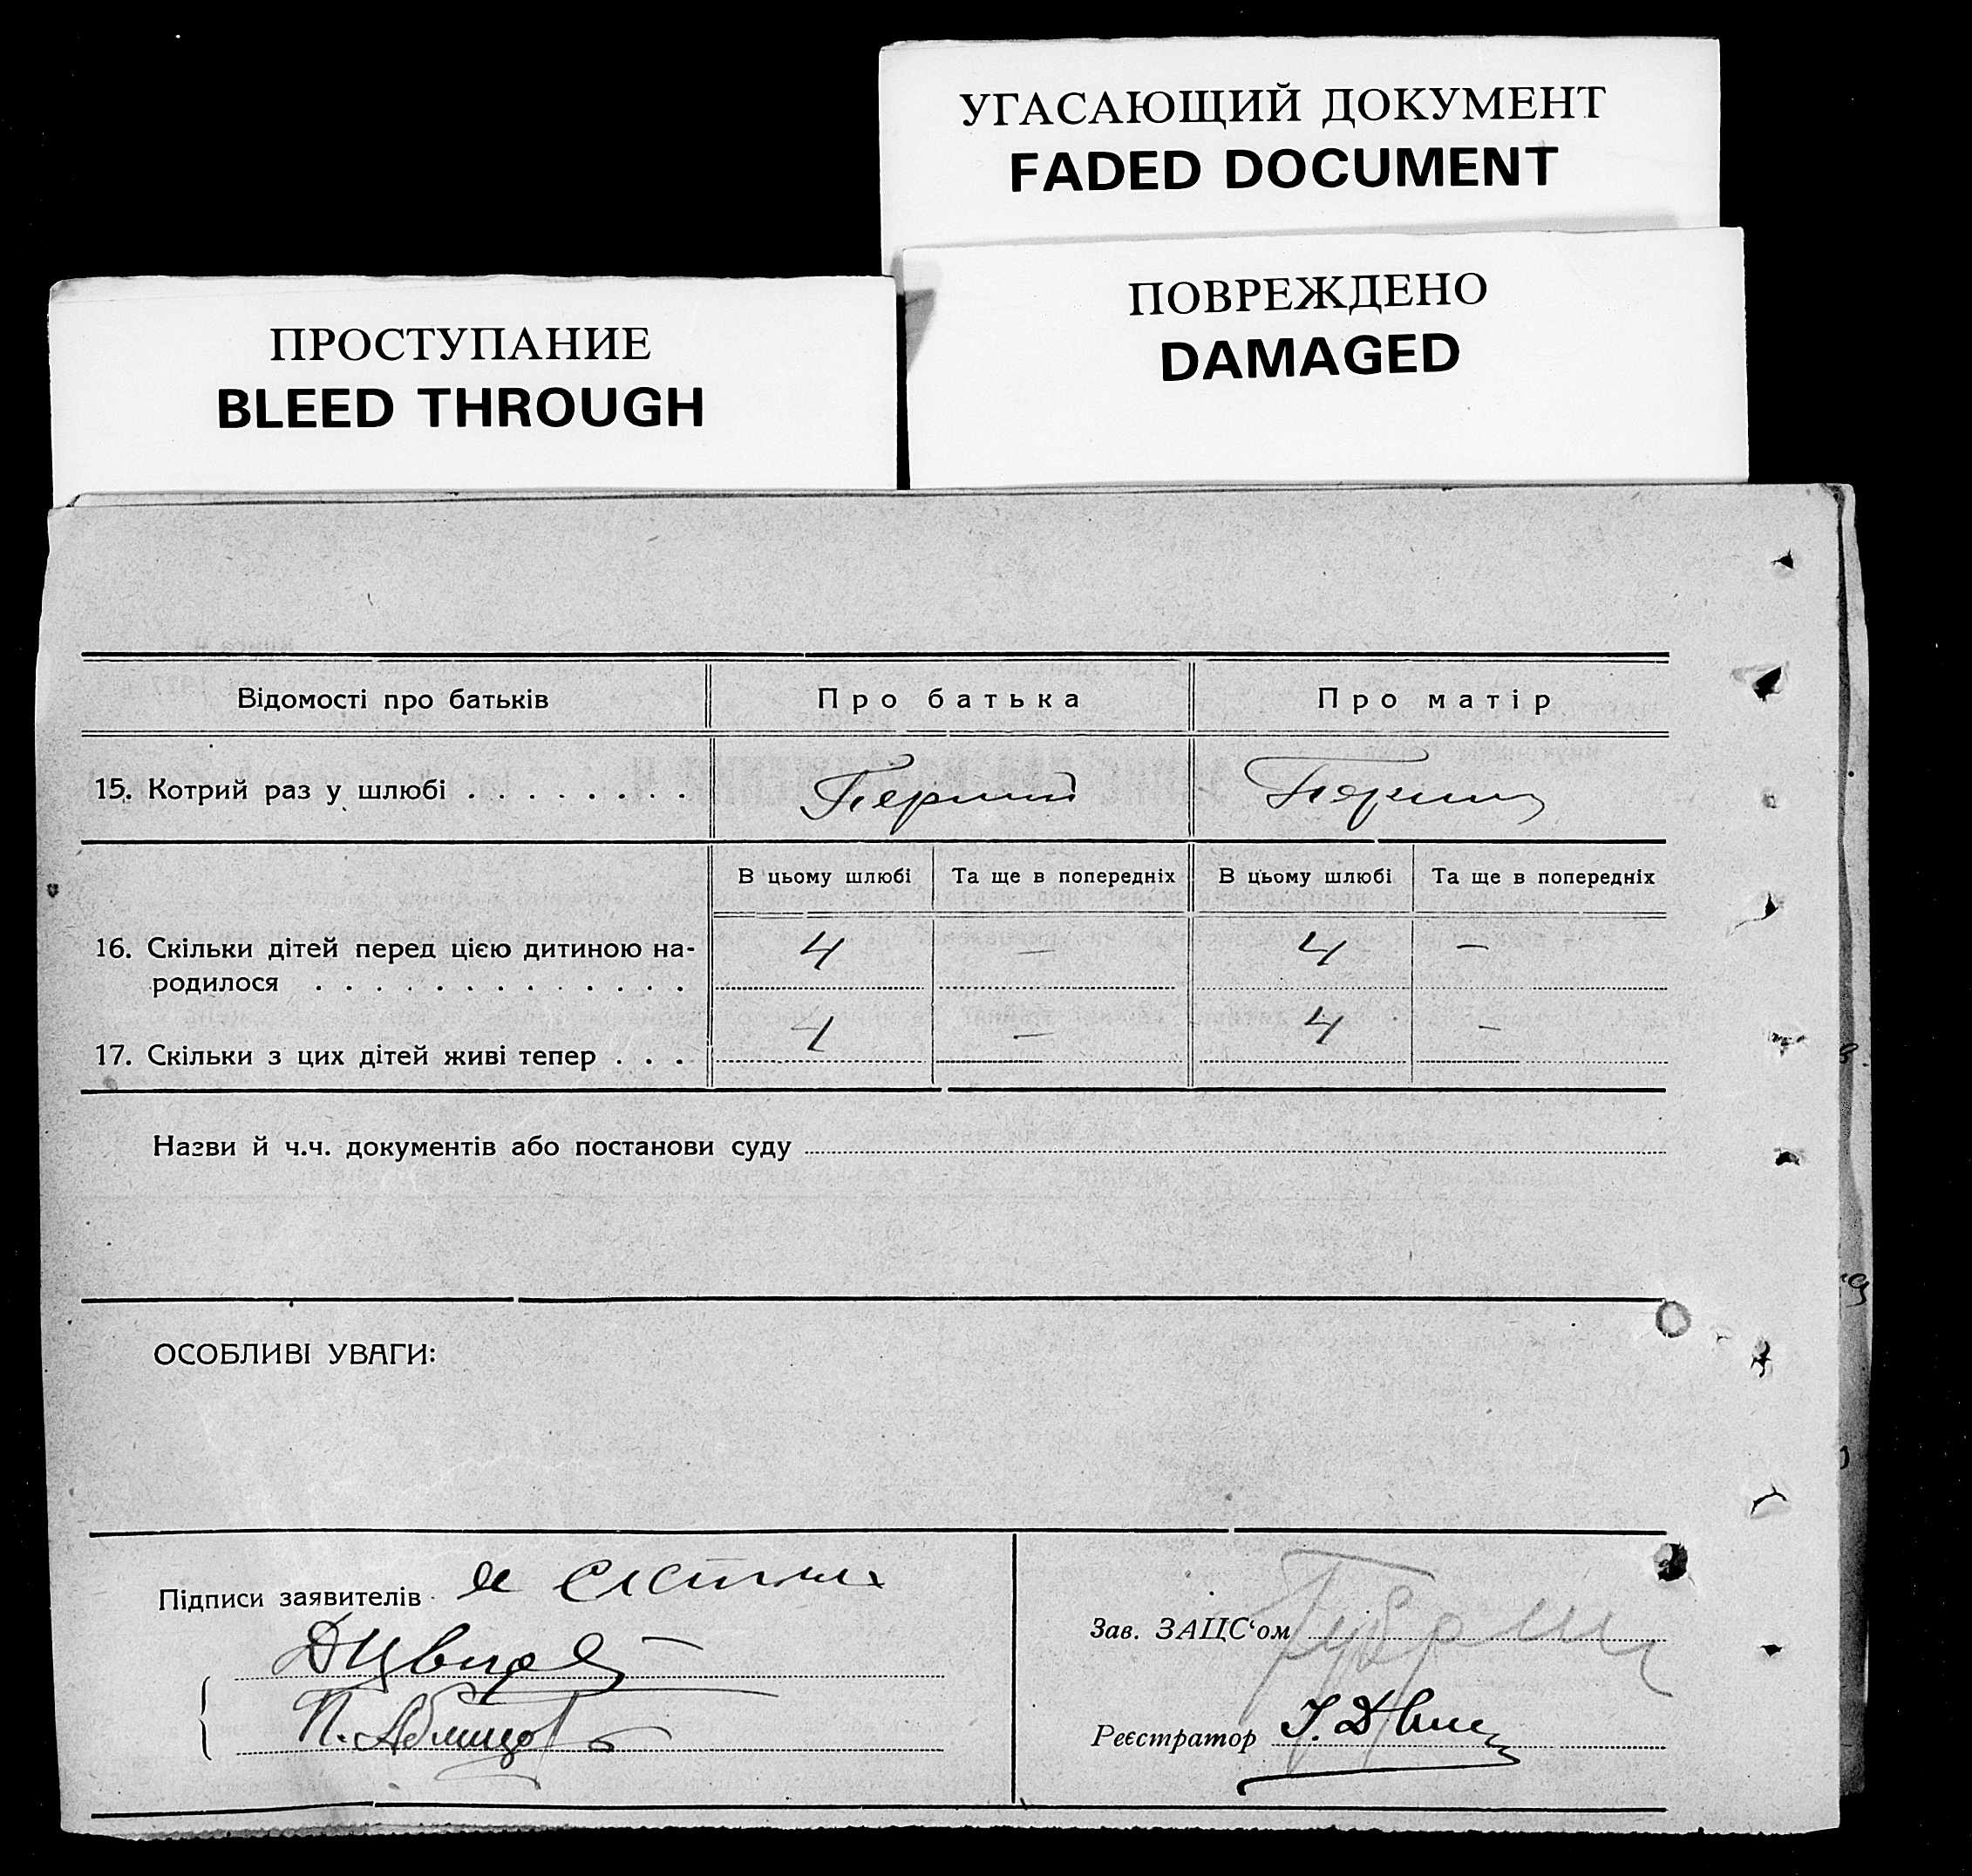 УГАСАЮЩИЙ ДОКУМЕНТ
FADED DOCUMENT
ПОВРЕЖДЕНО
DAMAGED
ПРОСТУПАНИЕ
BLEED THROUGH
Відомості про батьків Про батька Про матір
15. Котрий раз у шлюбі . . . . . . . . Перший
В цьому шлюбі Та ще в попередніх В цьому шлюбі Та ще в попередніх
16. Скільки дітей перед цією дитиною на- 4 — 4 —
родилося . . . . . . . . . . . . .
17. Скільки з цих дітей живі тепер . . . 4 — 4 —
Назви й ч.ч. документів або постанови суду
ОСОБЛИВІ УВАГИ:
Підписи заявителів
Зав. ЗАЦС‘ом
Реєстратор